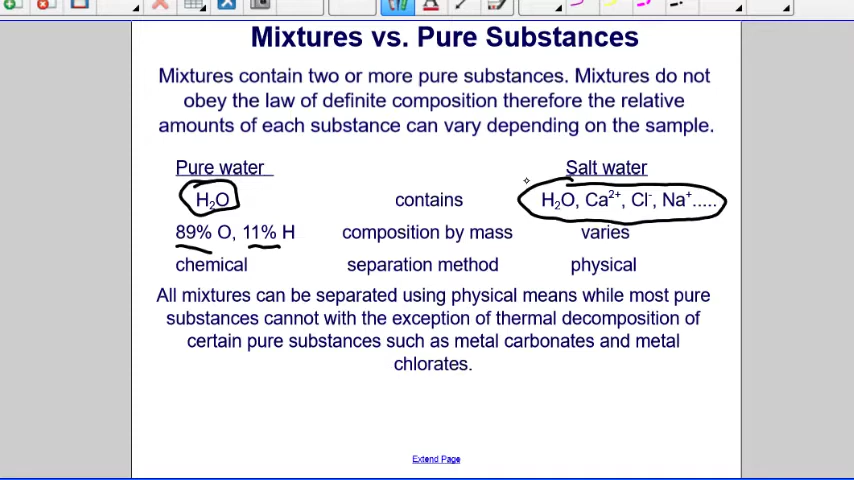 Mixtures vs. Pure Substances
Mixtures contain two or more pure substances. Mixtures do not
obey the law of definite composition therefore the relative
amounts of each substance can vary depending on the sample.
Pure water Salt water
H₂O contains H₂O, Ca²⁺, Cl⁻, Na⁺.....
89% O, 11% H composition by mass varies
chemical separation method physical
All mixtures can be separated using physical means while most pure
substances cannot with the exception of thermal decomposition of
certain pure substances such as metal carbonates and metal
chlorates.
Extend Page